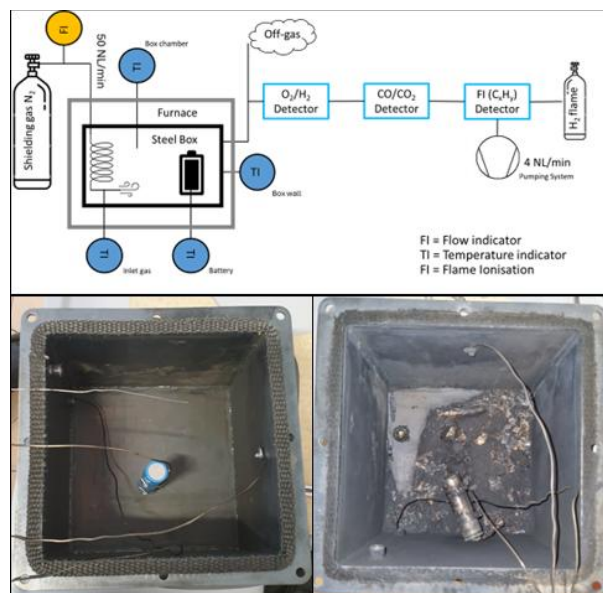 FI
50 NL/min
Box chamber
TI
Off-gas
Shielding gas N₂
Furnace
Steel Box
O₂/H₂
Detector
CO/CO₂
Detector
FI (CₓHᵧ)
Detector
H₂ flame
TI
Box wall
4 NL/min
Pumping System
TI
Inlet gas
TI
Battery
FI = Flow indicator
TI = Temperature indicator
FI = Flame Ionisation